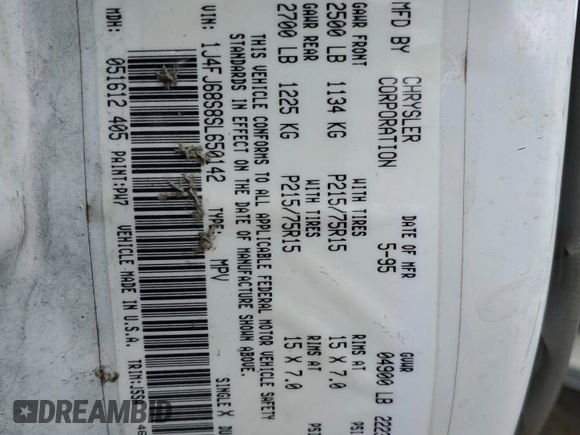 MFD BY CHRYSLER CORPORATION DATE OF MFR 5-95 GVWR 04900 LB
GAWR FRONT WITH TIRES RIMS AT
2500 LB 1134 KG P215/75R15 15 X 7.0
GAWR REAR WITH TIRES RIMS AT
2700 LB 1225 KG P215/75R15 15 X 7.0
THIS VEHICLE CONFORMS TO ALL APPLICABLE FEDERAL MOTOR VEHICLE SAFETY
STANDARDS IN EFFECT ON THE DATE OF MANUFACTURE SHOWN ABOVE.
VIN: 1J4FJ68S8SL650142 TYPE: MPV SINGLE X
MDH: 051612 405 PAINT:PW7 VEHICLE MADE IN U.S.A. TRIM:
DREAMBID